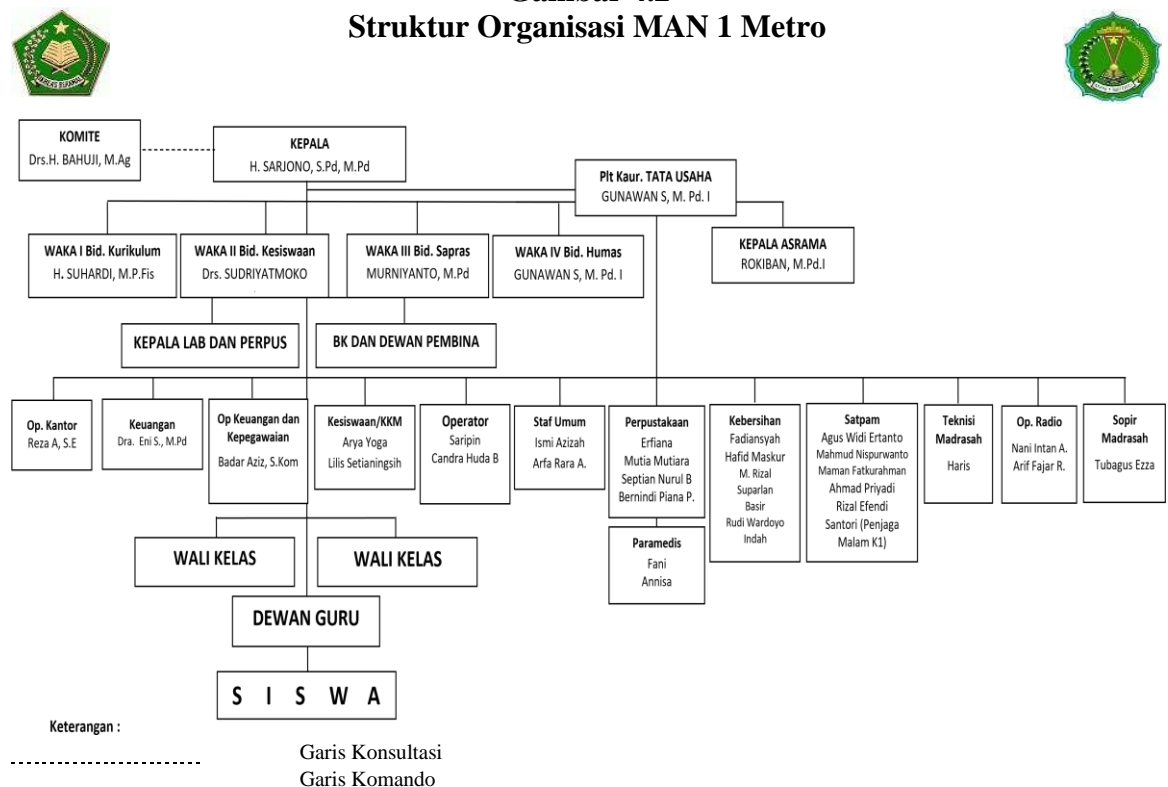 Struktur Organisasi MAN 1 Metro
IKHLAS BERAMAL
MAN 1 METRO
KOMITE
Drs.H. BAHUJI, M.Ag
KEPALA
H. SARJONO, S.Pd, M.Pd
Plt Kaur. TATA USAHA
GUNAWAN S, M. Pd. I
WAKA I Bid. Kurikulum
H. SUHARDI, M.P.Fis
WAKA II Bid. Kesiswaan
Drs. SUDRIYATMOKO
WAKA III Bid. Sapras
MURNIYANTO, M.Pd
WAKA IV Bid. Humas
GUNAWAN S, M. Pd. I
KEPALA ASRAMA
ROKIBAN, M.Pd.I
KEPALA LAB DAN PERPUS
BK DAN DEWAN PEMBINA
Op. Kantor
Reza A, S.E
Keuangan
Dra. Eni S., M.Pd
Op Keuangan dan
Kepegawaian
Badar Aziz, S.Kom
Kesiswaan/KKM
Arya Yoga
Lilis Setianingsih
Operator
Saripin
Candra Huda B
Staf Umum
Ismi Azizah
Arfa Rara A.
Perpustakaan
Erfiana
Mutia Mutiara
Septian Nurul B
Bernindi Piana P.
Kebersihan
Fadiansyah
Hafid Maskur
M. Rizal
Suparlan
Basir
Rudi Wardoyo
Indah
Satpam
Agus Widi Ertanto
Mahmud Nispurwanto
Maman Fatkurahman
Ahmad Priyadi
Rizal Efendi
Santori (Penjaga
Malam K1)
Teknisi
Madrasah
Haris
Op. Radio
Nani Intan A.
Arif Fajar R.
Sopir
Madrasah
Tubagus Ezza
Paramedis
Fani
Annisa
WALI KELAS
WALI KELAS
DEWAN GURU
S I S W A
Keterangan :
Garis Konsultasi
Garis Komando